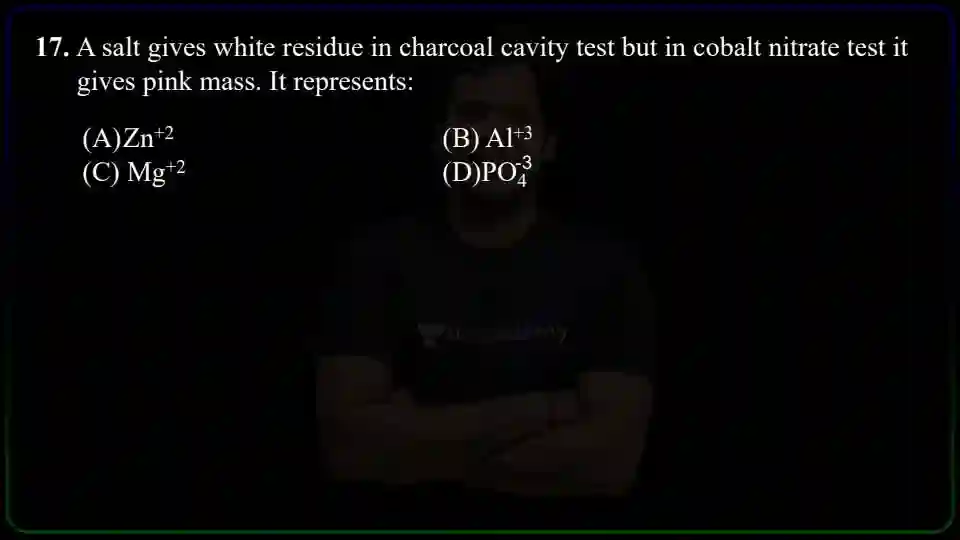 17. A salt gives white residue in charcoal cavity test but in cobalt nitrate test it
gives pink mass. It represents:
(A)Zn⁺² (B) Al⁺³
(C) Mg⁺² (D)PO₄⁻³